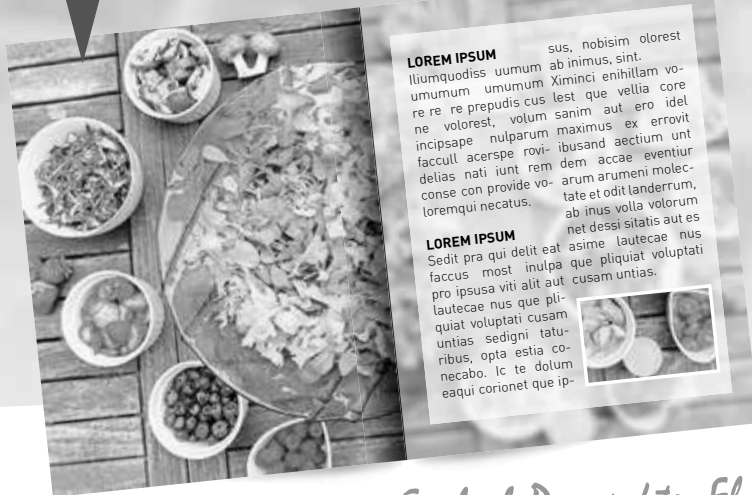 LOREM IPSUM
Iliumquodiss uumum
umumum umumum
re re re prepudis cus
ne volorest, volum
incipsape nulparum
faccull acerspe rovi-
delias nati iunt rem
conse con provide vo-
loremqui necatus.
LOREM IPSUM
Sedit pra qui delit eat
faccus most inulpa
pro ipsusa viti alit aut
lautecae nus que pli-
quiat voluptati cusam
untias sedigni tatu-
ribus, opta estia co-
necabo. Ic te dolum
eaqui corionet que ip-
sus, nobisim olorest
ab inimus, sint.
Ximinci enihillam vo-
lest que vellia core
sanim aut ero idel
maximus ex errovit
ibusand aectium unt
dem accae eventiur
arum arumeni molec-
tate et odit landerrum,
ab inus volla volorum
net dessi sitatis aut es
asime lautecae nus
que pliquiat voluptati
cusam untias.